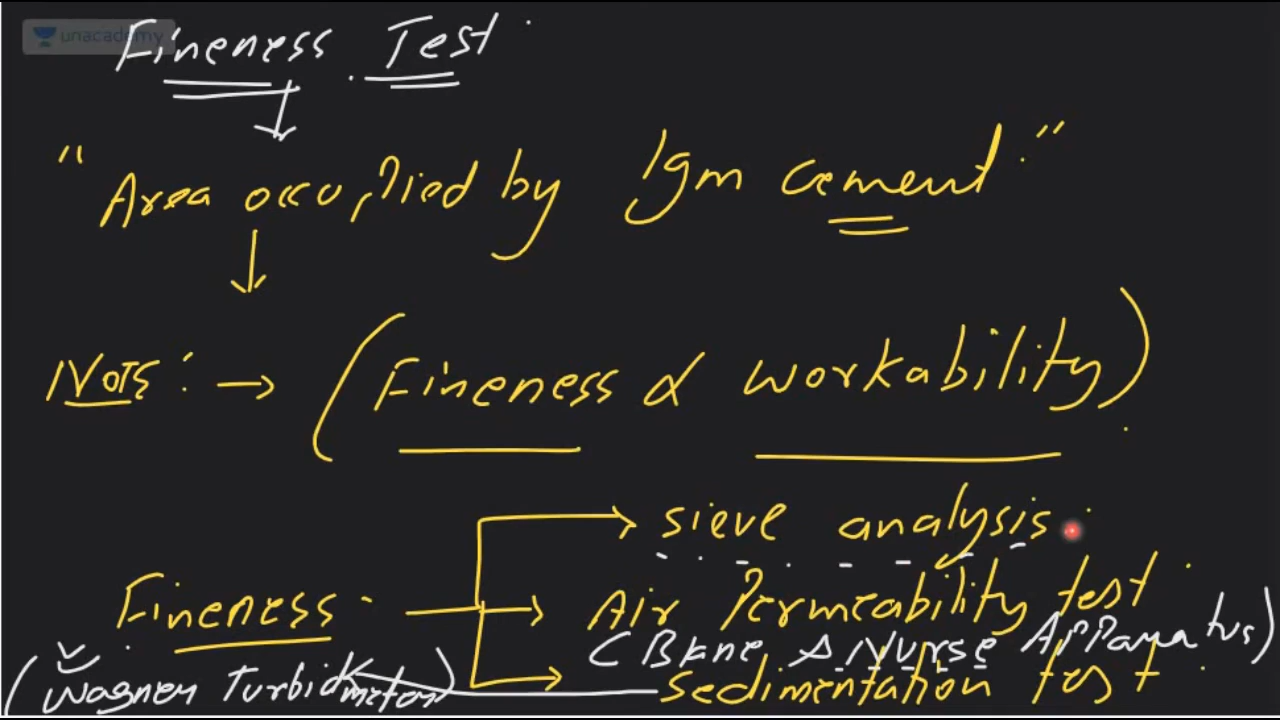 unacademy
Fineness Test
"Area occupied by 1gm cement."
NOTE: → (Fineness α workability)
→ sieve analysis
Fineness → Air Permeability test
( Nurse Apparatus)
→ sedimentation test
(Wagner Turbidimeter)